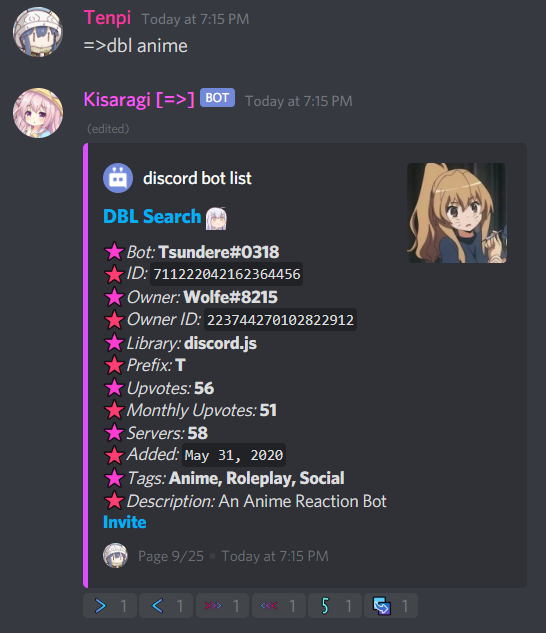 Tenpi Today at 7:15 PM
=>dbl anime
Kisaragi [=>] BOT Today at 7:15 PM
(edited)
discord bot list
DBL Search
Bot: Tsundere#0318
ID: 711222042162364456
Owner: Wolfe#8215
Owner ID: 223744270102822912
Library: discord.js
Prefix: T
Upvotes: 56
Monthly Upvotes: 51
Servers: 58
Added: May 31, 2020
Tags: Anime, Roleplay, Social
Description: An Anime Reaction Bot
Invite
Page 9/25 • Today at 7:15 PM
> 1 < 1 >>> 1 <<< 1 1 1